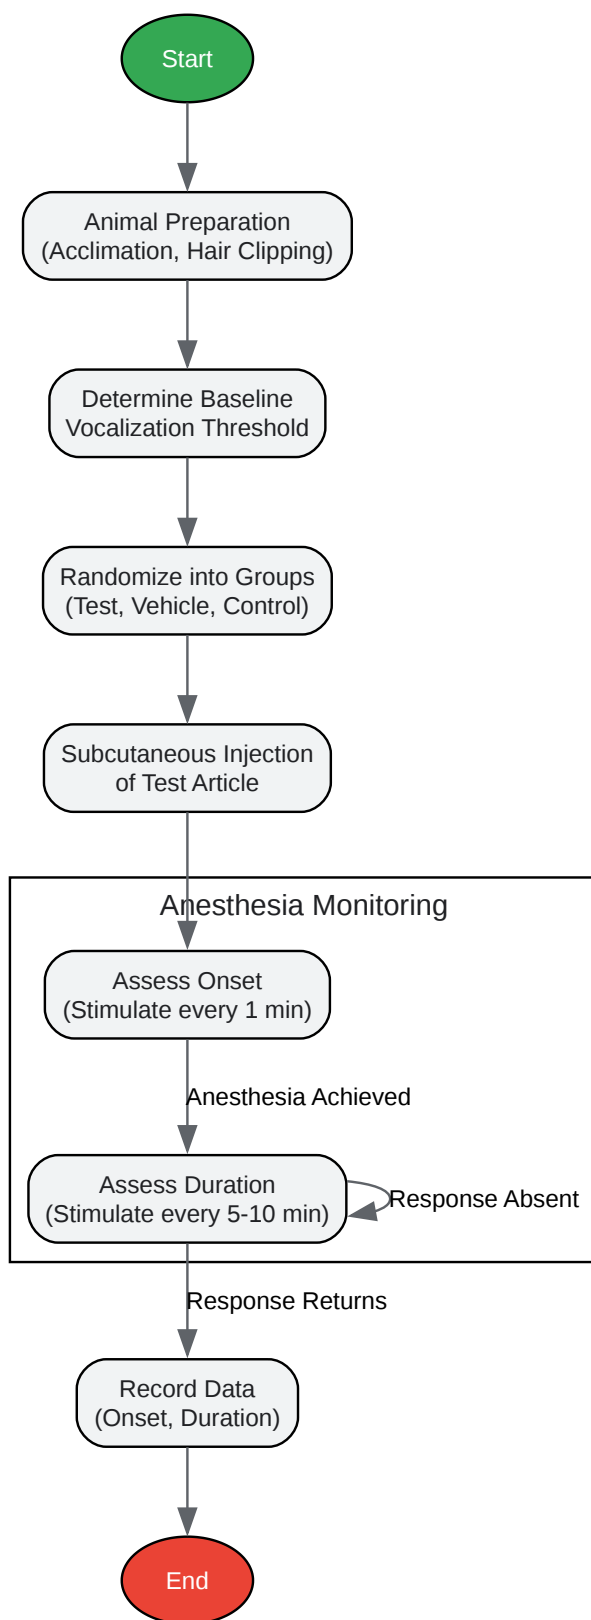 Start
Animal Preparation
(Acclimation, Hair Clipping)
Determine Baseline
Vocalization Threshold
Randomize into Groups
(Test, Vehicle, Control)
Subcutaneous Injection
of Test Article
Anesthesia Monitoring
Assess Onset
(Stimulate every 1 min)
Anesthesia Achieved
Assess Duration
(Stimulate every 5-10 min)
Response Absent
Response Returns
Record Data
(Onset, Duration)
End